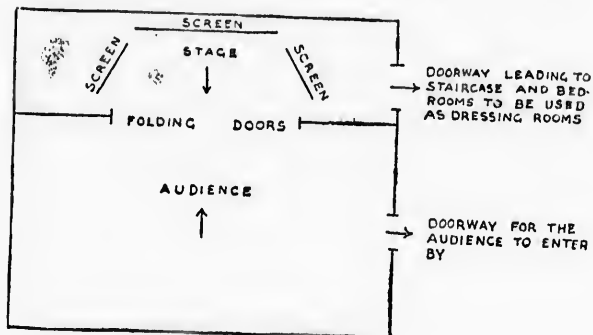 SCREEN
STAGE
SCREEN
SCREEN
FOLDING DOORS
DOORWAY LEADING TO
STAIRCASE AND BED-
ROOMS TO BE USED
AS DRESSING ROOMS
AUDIENCE
DOORWAY FOR THE
AUDIENCE TO ENTER
BY